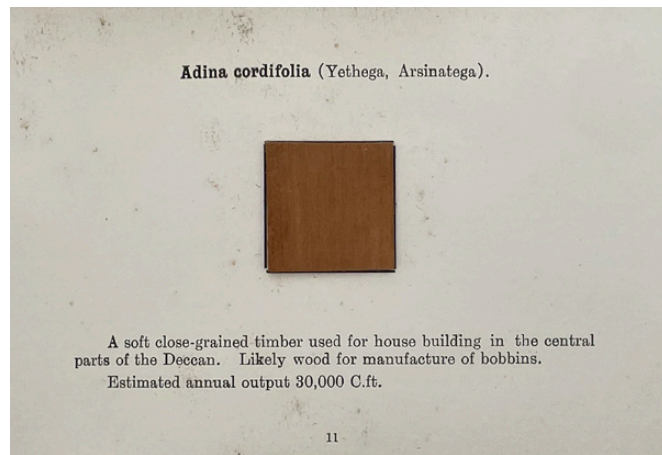 Adina cordifolia (Yethega, Arsinatega).
A soft close-grained timber used for house building in the central
parts of the Deccan. Likely wood for manufacture of bobbins.
Estimated annual output 30,000 C.ft.
11